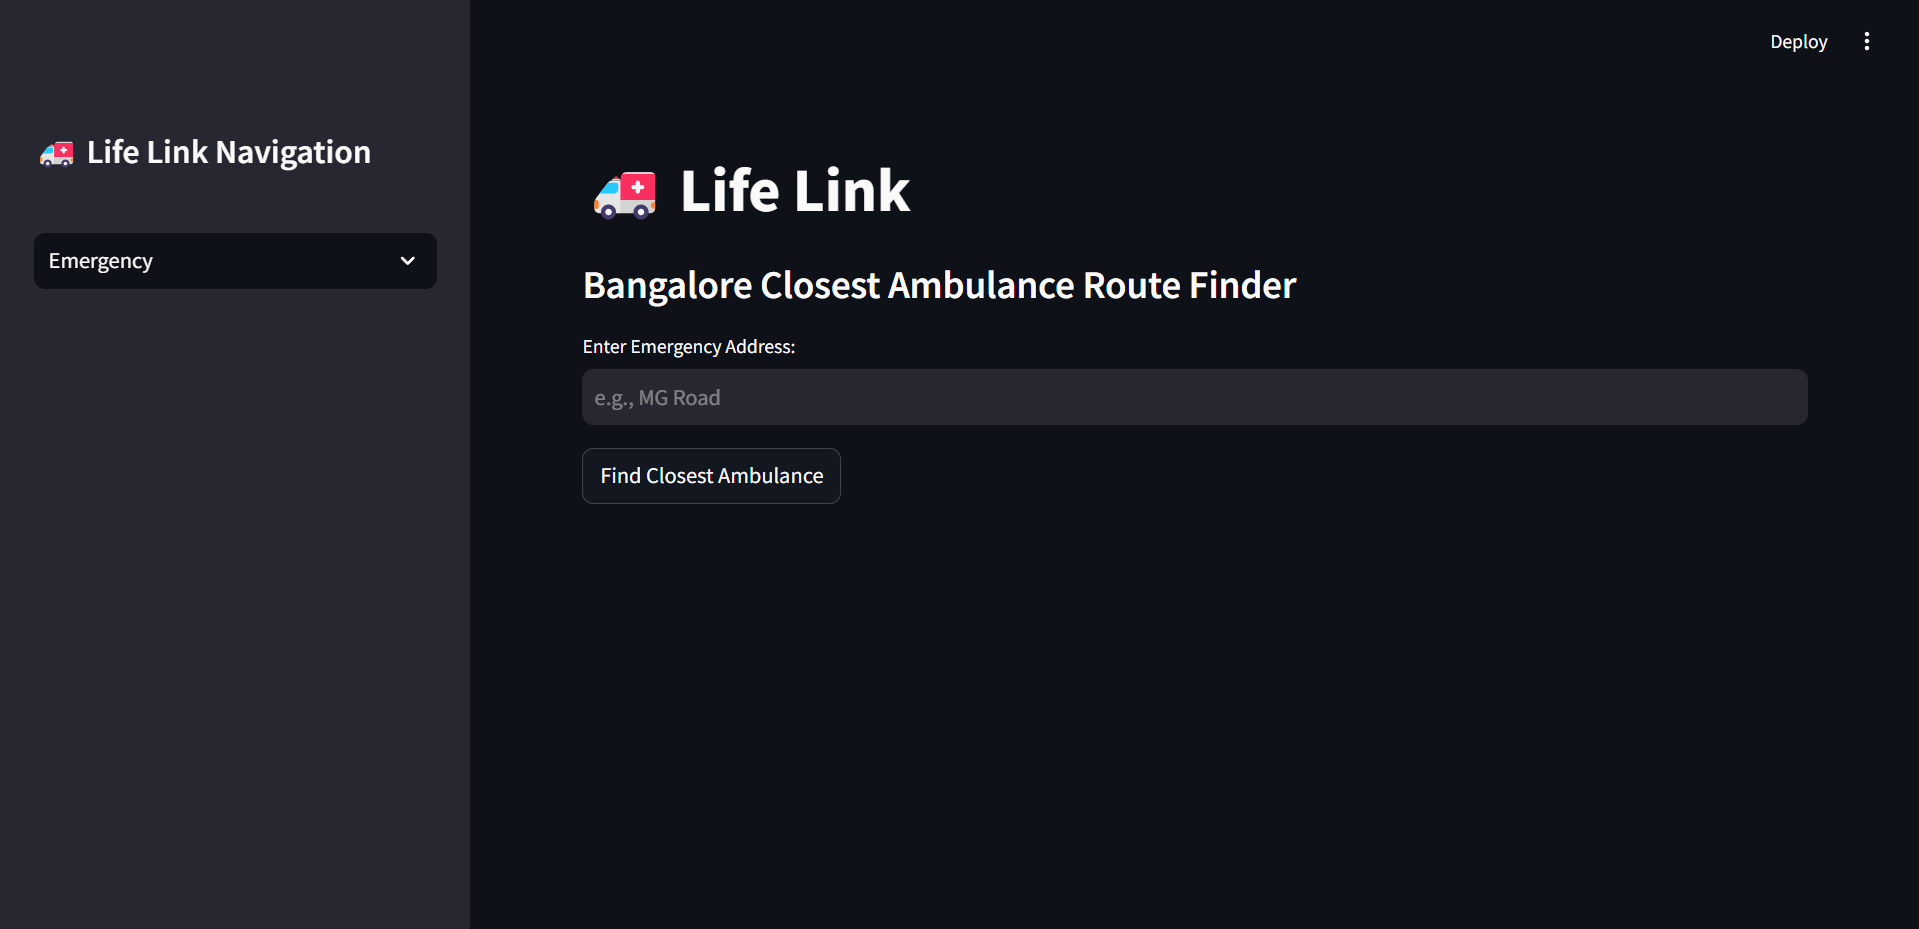 Deploy
Life Link Navigation
Emergency
Life Link
Bangalore Closest Ambulance Route Finder
Enter Emergency Address:
e.g., MG Road
Find Closest Ambulance